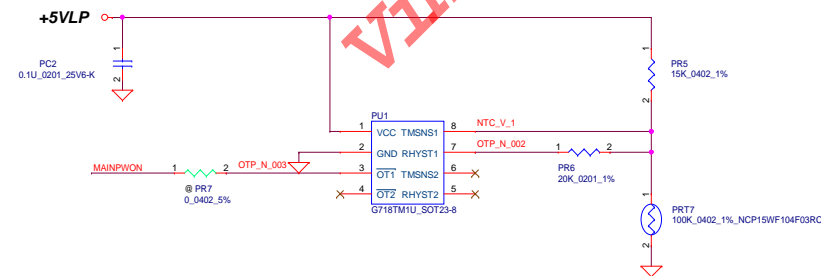 +5VLP
1
PC2
0.1U_0201_25V6-K
2
1
PR5
15K_0402_1%
2
PU1
1 VCC TMSNS1 8 NTC_V_1
2 GND RHYST1 7 OTP_N_002 1 2
PR6
20K_0201_1%
MAINPWON 1 2 OTP_N_003 3 OT1 TMSNS2 6
@ PR7
0_0402_5%
4 OT2 RHYST2 5
G718TM1U_SOT23-8
1
PRT7
100K_0402_1%_NCP15WF104F03RC
2